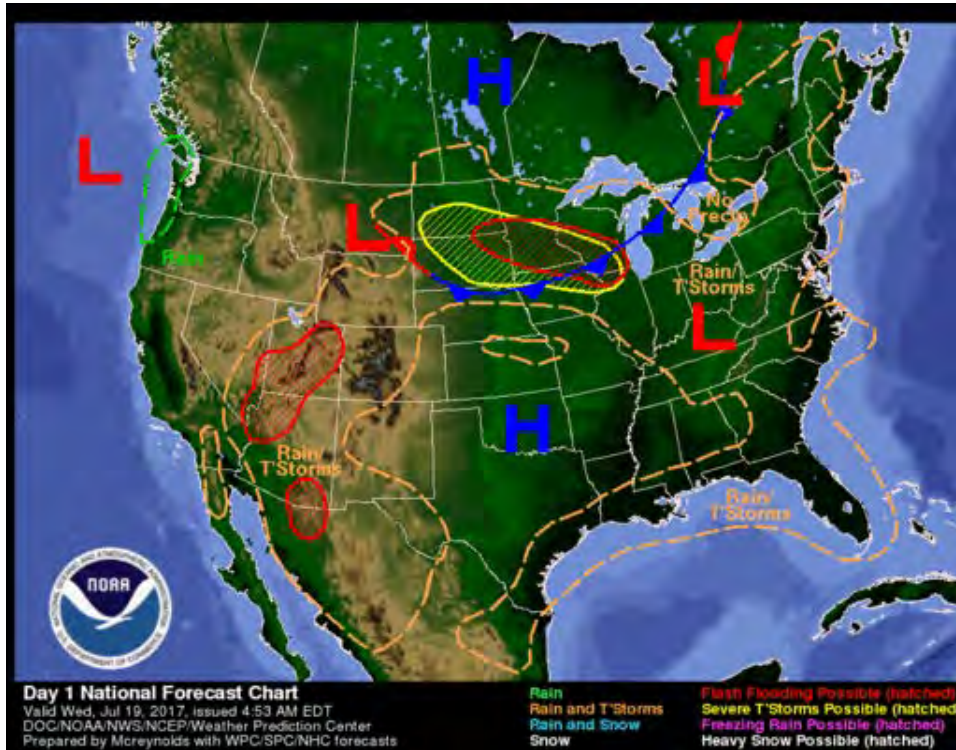 H
L
L
No
Precip
Rain
L
Rain/
T'Storms
L
H
Rain/
T'Storms
Rain/
T'Storms
NOAA
Day 1 National Forecast Chart
Valid Wed, Jul 19, 2017, issued 4:53 AM EDT
DOC/NOAA/NWS/NCEP/Weather Prediction Center
Prepared by Mcreynolds with WPC/SPC/NHC forecasts
Rain
Rain and T'Storms
Rain and Snow
Snow
Flash Flooding Possible (hatched)
Severe T'Storms Possible (hatched)
Freezing Rain Possible (hatched)
Heavy Snow Possible (hatched)